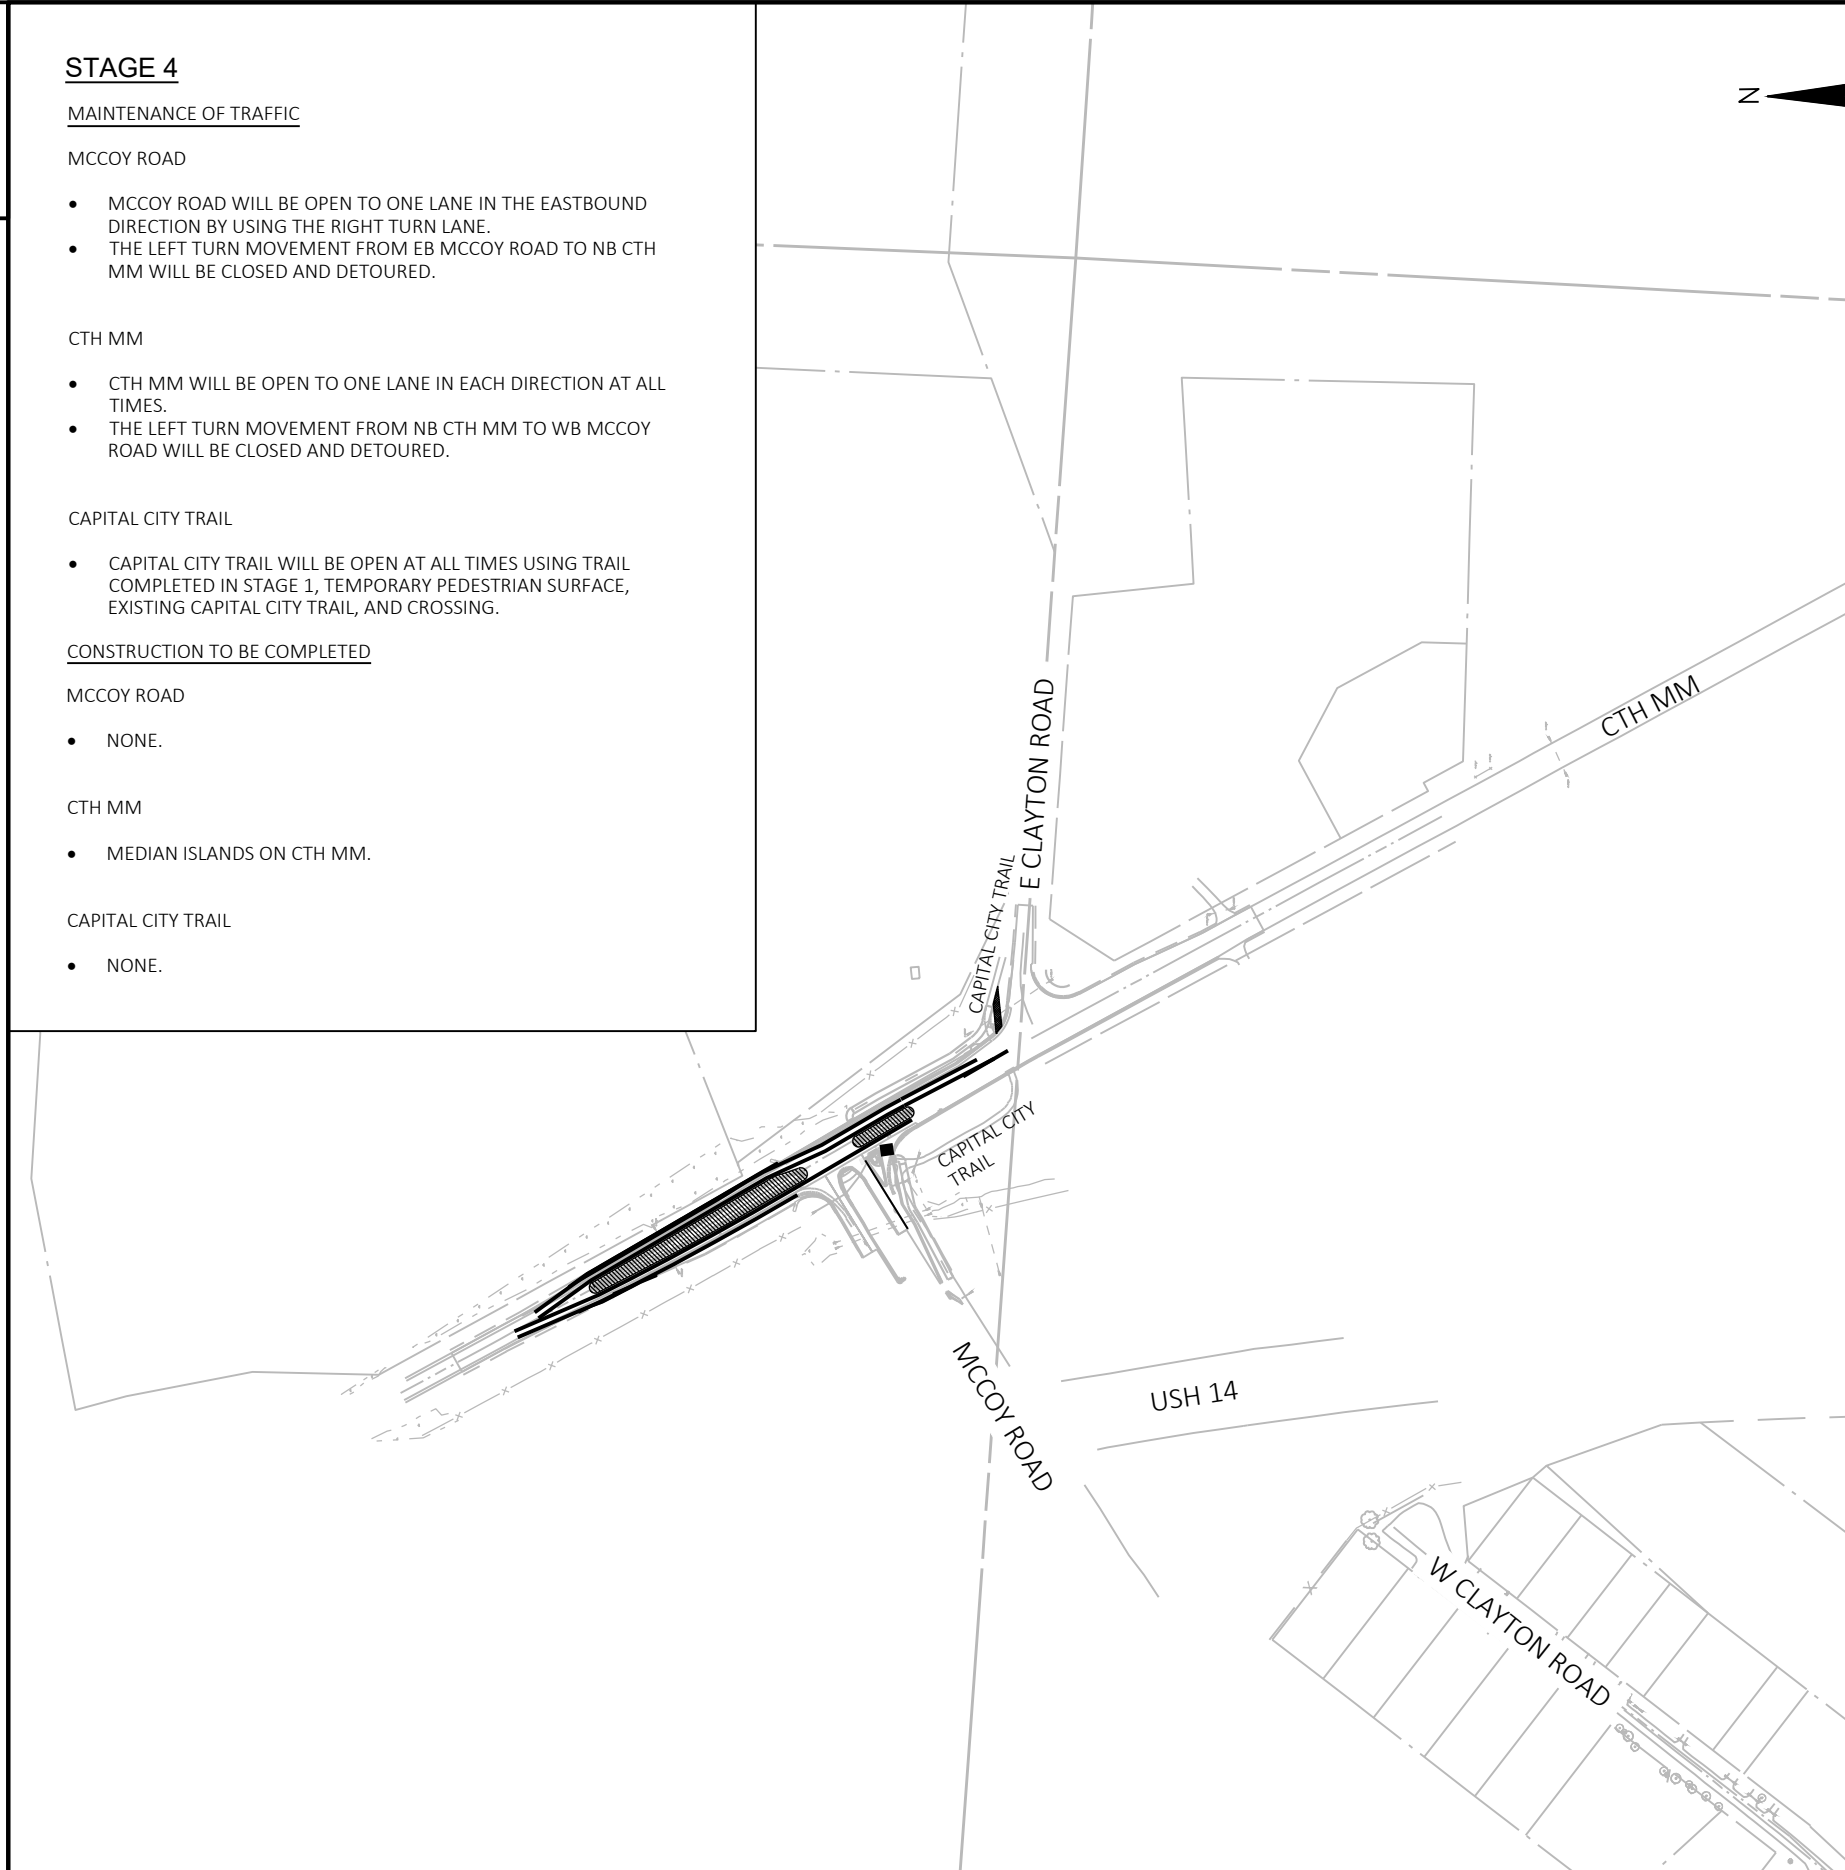 STAGE 4
MAINTENANCE OF TRAFFIC
MCCOY ROAD
• MCCOY ROAD WILL BE OPEN TO ONE LANE IN THE EASTBOUND
DIRECTION BY USING THE RIGHT TURN LANE.
• THE LEFT TURN MOVEMENT FROM EB MCCOY ROAD TO NB CTH
MM WILL BE CLOSED AND DETOURED.
CTH MM
• CTH MM WILL BE OPEN TO ONE LANE IN EACH DIRECTION AT ALL
TIMES.
• THE LEFT TURN MOVEMENT FROM NB CTH MM TO WB MCCOY
ROAD WILL BE CLOSED AND DETOURED.
CAPITAL CITY TRAIL
• CAPITAL CITY TRAIL WILL BE OPEN AT ALL TIMES USING TRAIL
COMPLETED IN STAGE 1, TEMPORARY PEDESTRIAN SURFACE,
EXISTING CAPITAL CITY TRAIL, AND CROSSING.
CONSTRUCTION TO BE COMPLETED
MCCOY ROAD
• NONE.
CTH MM
• MEDIAN ISLANDS ON CTH MM.
CAPITAL CITY TRAIL
• NONE.
N
CTH MM
E CLAYTON ROAD
CAPITAL CITY TRAIL
CAPITAL CITY
TRAIL
MCCOY ROAD
USH 14
W CLAYTON ROAD